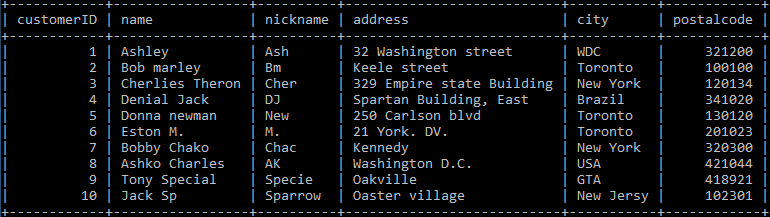 customerID | name | nickname | address | city | postalcode
1 | Ashley | Ash | 32 Washington street | WDC | 321200
2 | Bob marley | Bm | Keele street | Toronto | 100100
3 | Cherlies Theron | Cher | 329 Empire state Building | New York | 120134
4 | Denial Jack | DJ | Spartan Building, East | Brazil | 341020
5 | Donna newman | New | 250 Carlson blvd | Toronto | 130120
6 | Eston M. | M. | 21 York. DV. | Toronto | 201023
7 | Bobby Chako | Chac | Kennedy | New York | 320300
8 | Ashko Charles | AK | Washington D.C. | USA | 421044
9 | Tony Special | Specie | Oakville | GTA | 418921
10 | Jack Sp | Sparrow | Oaster village | New Jersy | 102301